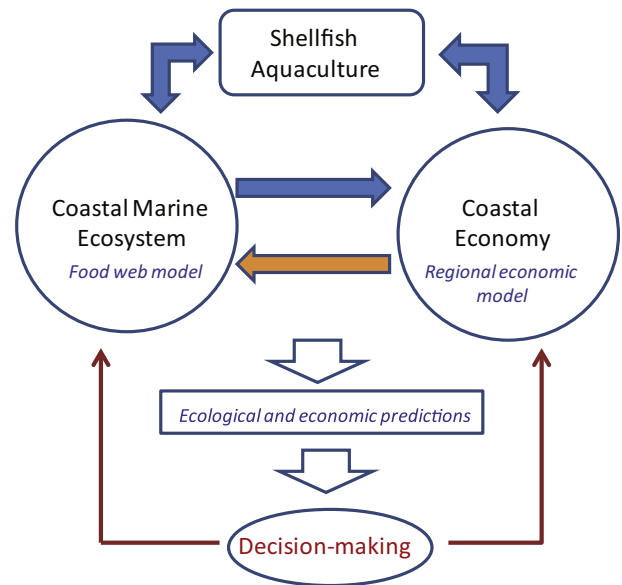 Shellfish
Aquaculture
Coastal Marine
Ecosystem
Food web model
Coastal
Economy
Regional economic
model
Ecological and economic predictions
Decision-making